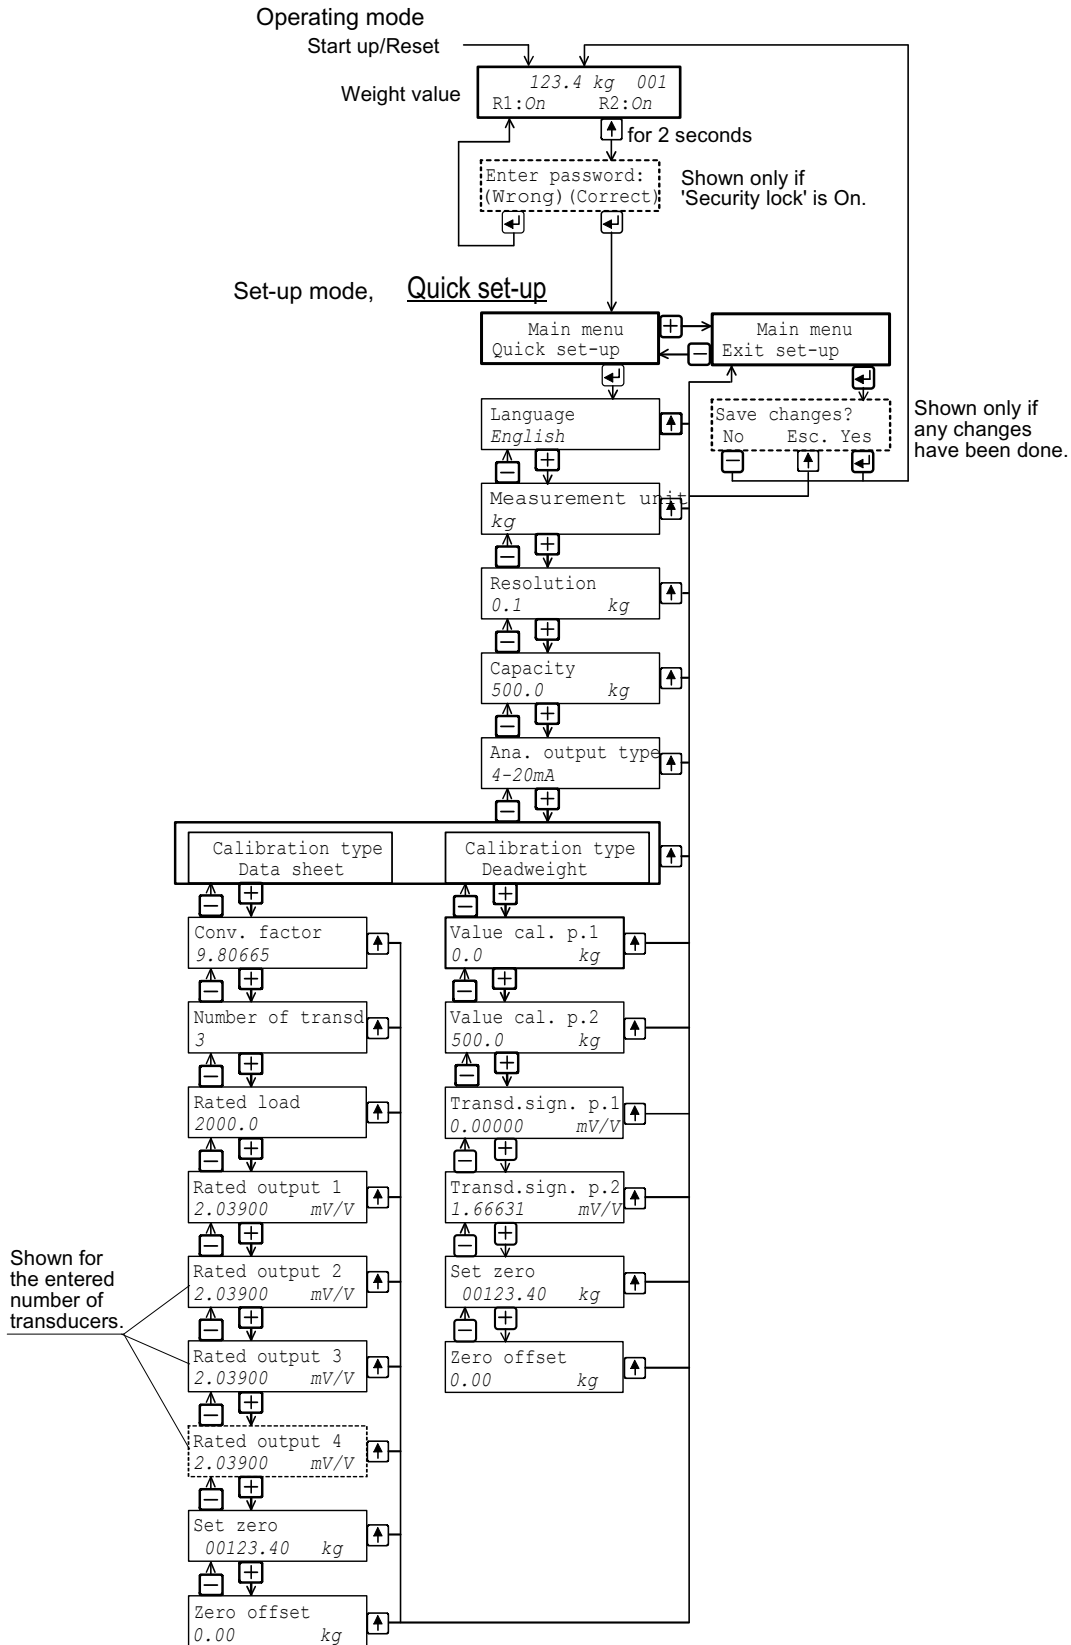 Operating mode
Start up/Reset
Weight value
123.4 kg 001
R1:On R2:On
for 2 seconds
Enter password:
(Wrong)(Correct)
Shown only if
'Security lock' is On.
Set-up mode, Quick set-up
Main menu
Quick set-up
Main menu
Exit set-up
Language
English
Save changes?
No Esc. Yes
Shown only if
any changes
have been done.
Measurement unit
kg
Resolution
0.1 kg
Capacity
500.0 kg
Ana. output type
4-20mA
Calibration type
Data sheet
Calibration type
Deadweight
Conv. factor
9.80665
Number of transd
3
Rated load
2000.0
Rated output 1
2.03900 mV/V
Shown for
the entered
number of
transducers.
Rated output 2
2.03900 mV/V
Rated output 3
2.03900 mV/V
Rated output 4
2.03900 mV/V
Set zero
00123.40 kg
Zero offset
0.00 kg
Value cal. p.1
0.0 kg
Value cal. p.2
500.0 kg
Transd.sign. p.1
0.00000 mV/V
Transd.sign. p.2
1.66631 mV/V
Set zero
00123.40 kg
Zero offset
0.00 kg